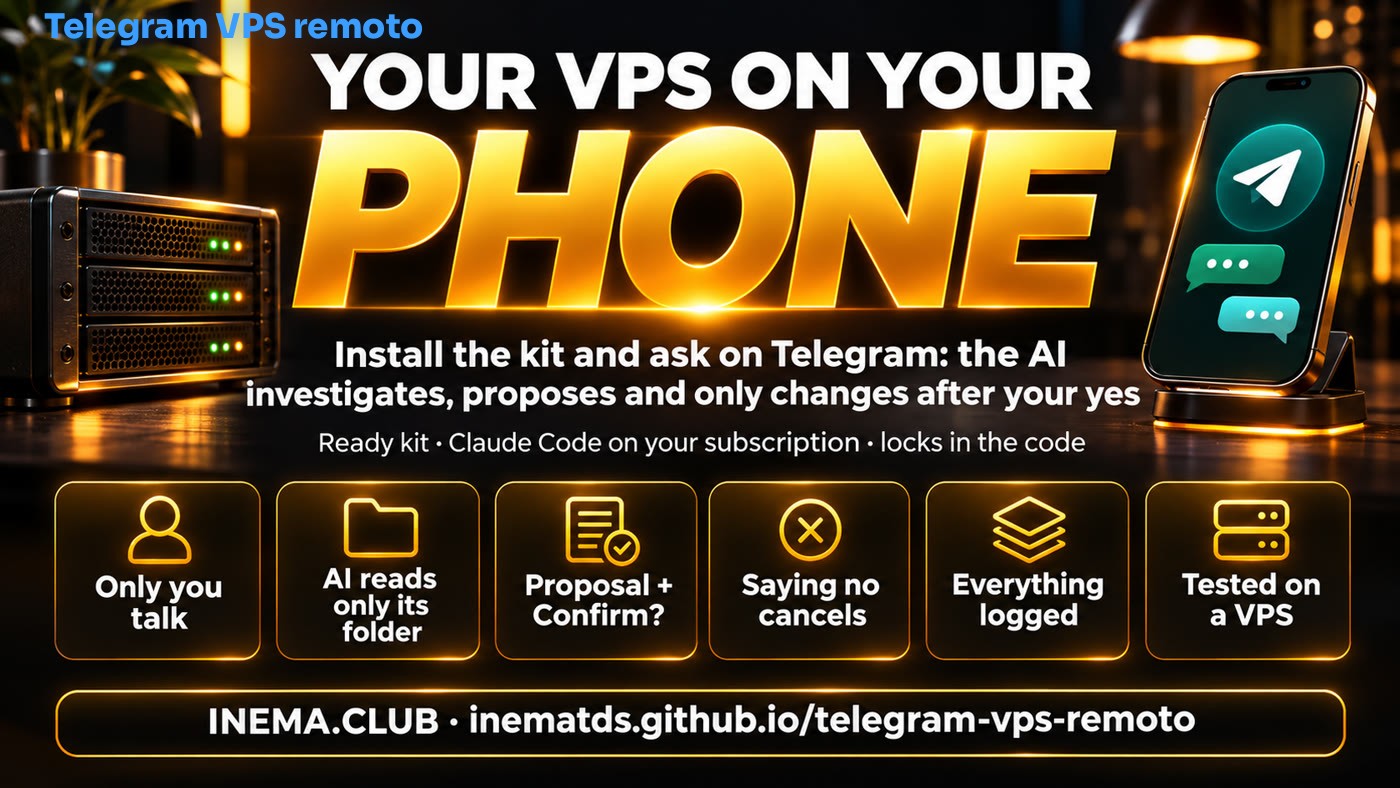 Telegram VPS remoto
YOUR VPS ON YOUR
PHONE
Install the kit and ask on Telegram: the AI
investigates, proposes and only changes after your yes
Ready kit · Claude Code on your subscription · locks in the code
Only you
talk
AI reads
only its
folder
Proposal +
Confirm?
Saying no
cancels
Everything
logged
Tested on
a VPS
INEMA.CLUB · inematds.github.io/telegram-vps-remoto